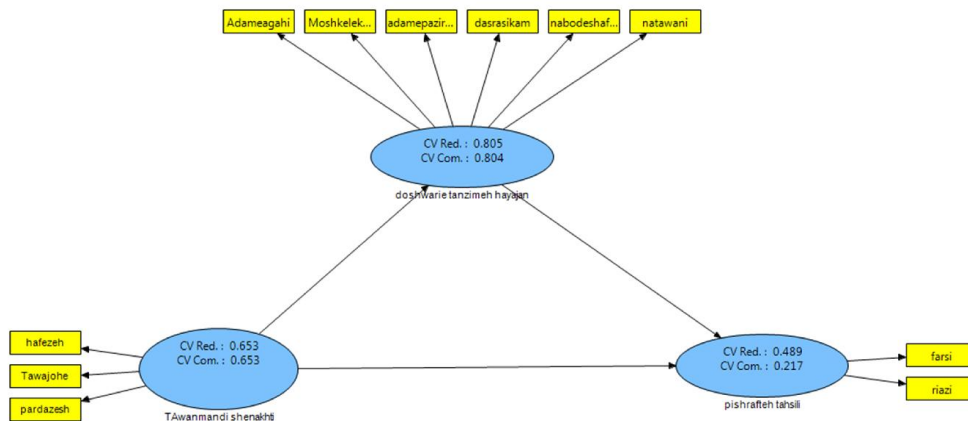 Adameagahi
Moshkelek...
adamepazir...
dasrasikam
nabodeshaf...
natawani
CV Red. : 0.805
CV Com. : 0.804
doshwarie tanzimeh hayajan
hafezeh
Tawajohe
pardazesh
CV Red. : 0.653
CV Com. : 0.653
TAwanmandi shenakhti
CV Red. : 0.489
CV Com. : 0.217
pishrafteh tahsili
farsi
riazi